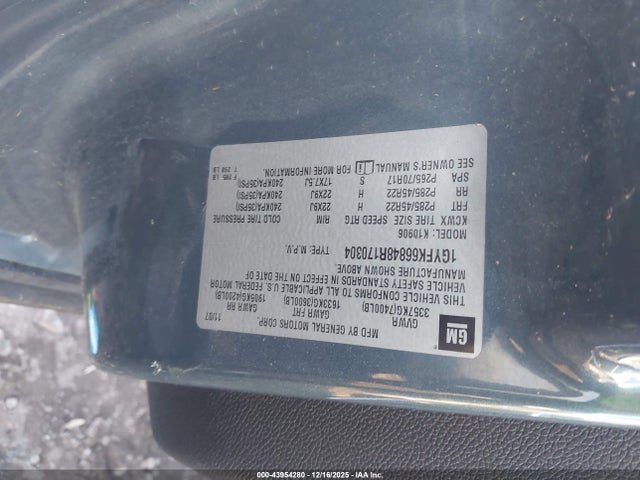 GM
MFD BY GENERAL MOTORS CORP.
GVWR GAWR FRT GAWR RR
3357KG(7400LB) 1633KG(3600LB) 1905KG(4200LB)
THIS VEHICLE CONFORMS TO ALL APPLICABLE U.S. FEDERAL MOTOR
VEHICLE SAFETY STANDARDS IN EFFECT ON THE DATE OF
MANUFACTURE SHOWN ABOVE.
11/07
1GYFK66848R170304 TYPE: M.P.V.
MODEL: K10906
KCWX TIRE SIZE SPEED RTG RIM COLD TIRE PRESSURE
FRT P285/45R22 H 22X9J 240KPA(35PSI)
RR P285/45R22 H 22X9J 240KPA(35PSI)
SPA P265/70R17 S 17X7.5J 240KPA(35PSI)
SEE OWNER'S MANUAL FOR MORE INFORMATION.
T 298 LB F 295 LB
000-43954280 - 12/16/2025 - IAA Inc.